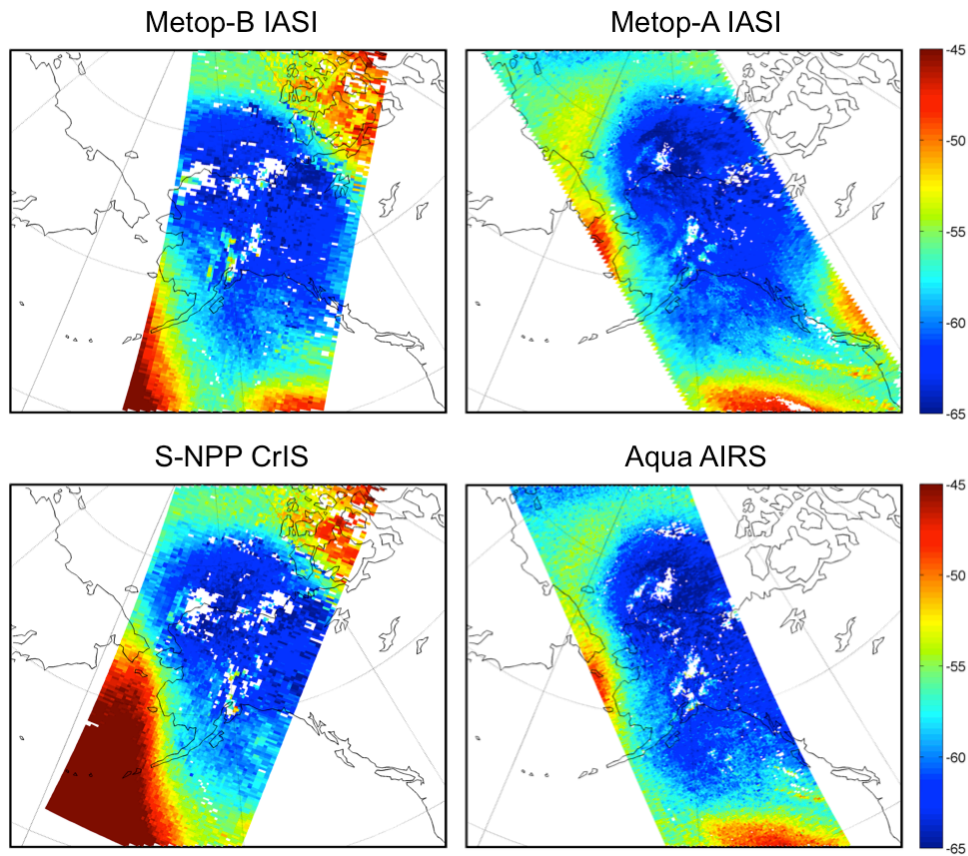 Metop-B IASI
Metop-A IASI
-45
-50
-55
-60
-65
S-NPP CrIS
Aqua AIRS
-45
-50
-55
-60
-65